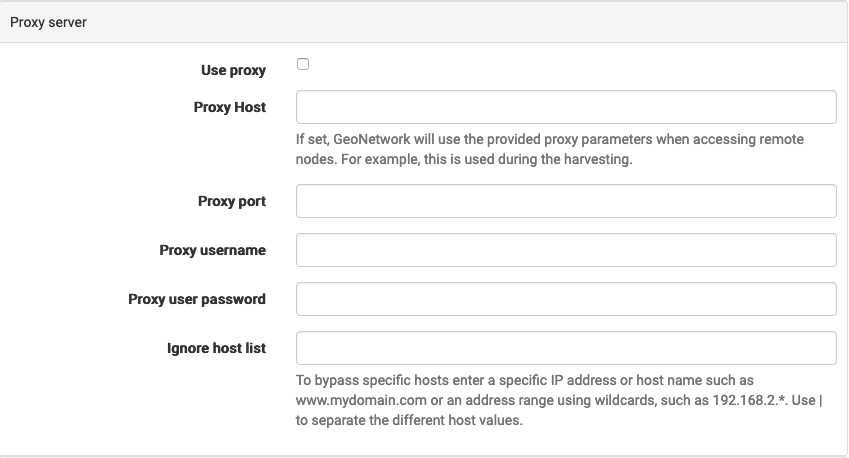 Proxy server
Use proxy
Proxy Host
If set, GeoNetwork will use the provided proxy parameters when accessing remote
nodes. For example, this is used during the harvesting.
Proxy port
Proxy username
Proxy user password
Ignore host list
To bypass specific hosts enter a specific IP address or host name such as
www.mydomain.com or an address range using wildcards, such as 192.168.2.*. Use |
to separate the different host values.